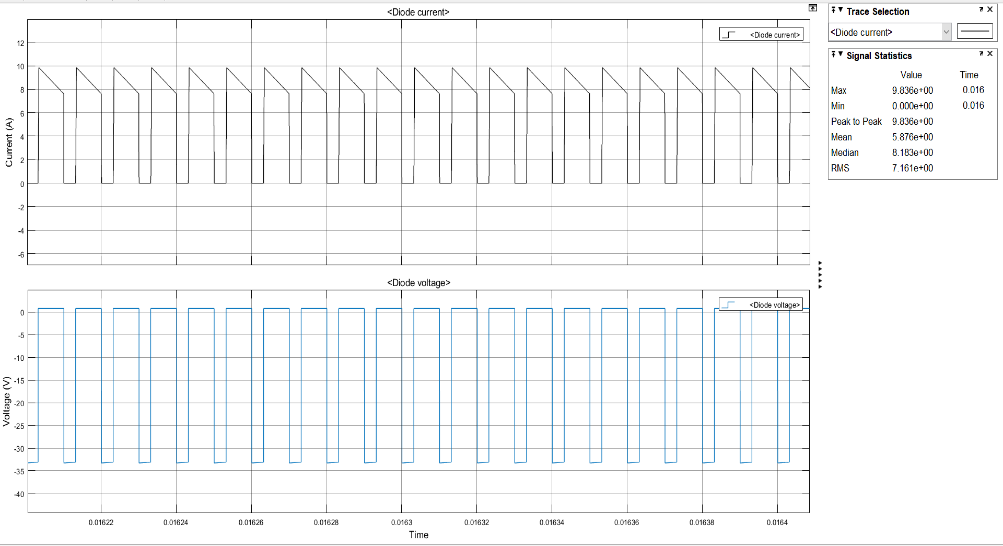 <Diode current>
<Diode current>
12
10
8
6
4
2
0
-2
-4
-6
Current (A)
<Diode voltage>
<Diode voltage>
0
-5
-10
-15
-20
-25
-30
-35
-40
Voltage (V)
0.01622
0.01624
0.01626
0.01628
0.0163
0.01632
0.01634
0.01636
0.01638
0.0164
Time
Trace Selection
<Diode current>
Signal Statistics
Value Time
Max 9.836e+00 0.016
Min 0.000e+00 0.016
Peak to Peak 9.836e+00
Mean 5.876e+00
Median 8.183e+00
RMS 7.161e+00